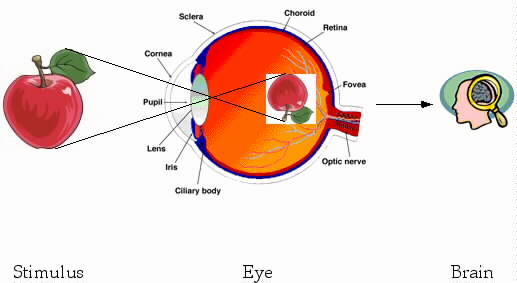 Sclera
Choroid
Retina
Cornea
Fovea
Pupil
Lens
Iris
Optic nerve
Ciliary body
Stimulus
Eye
Brain